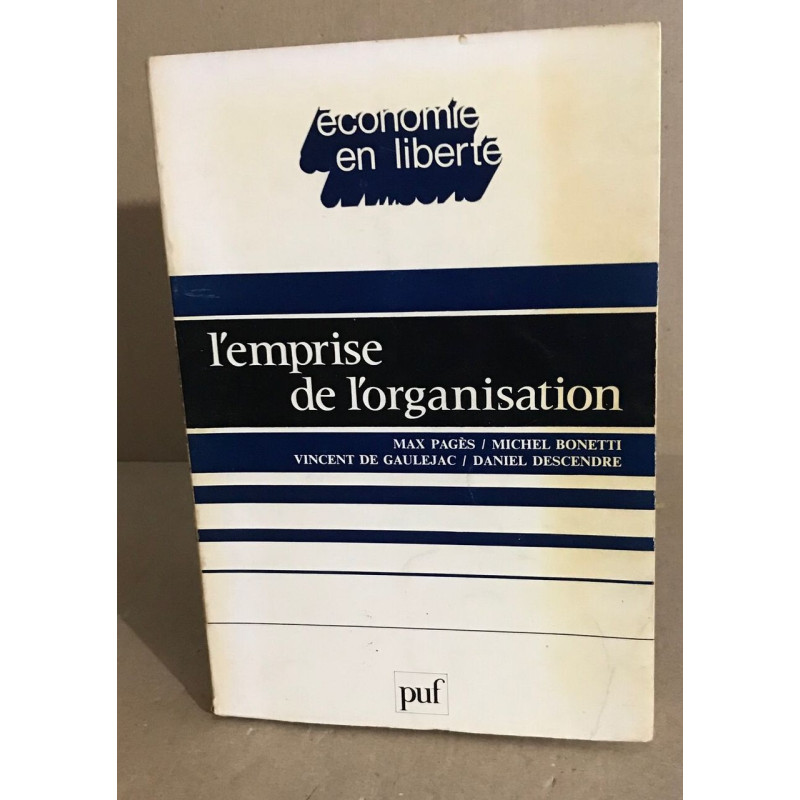 économie
en liberté
l'emprise
de l'organisation
MAX PAGÈS / MICHEL BONETTI
VINCENT DE GAULEJAC / DANIEL DESCENDRE
puf